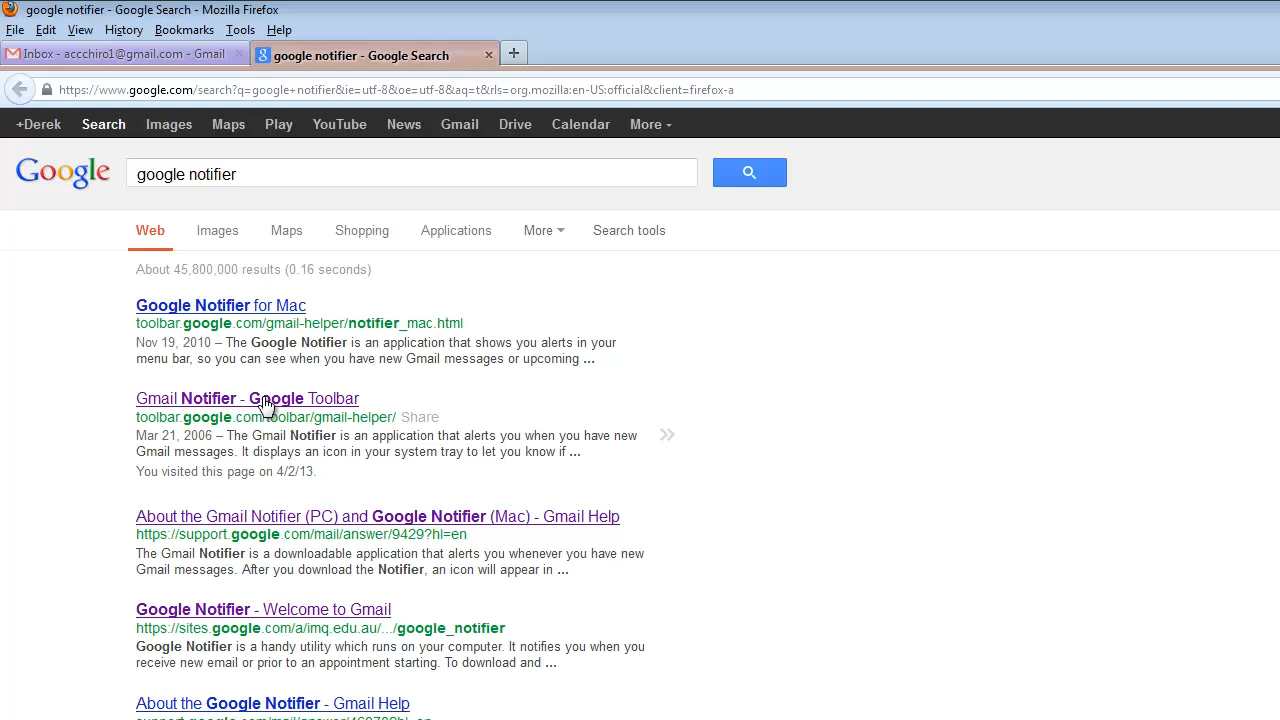 google notifier - Google Search - Mozilla Firefox
File Edit View History Bookmarks Tools Help
Inbox - accchiro1@gmail.com - Gmail × google notifier - Google Search × +
https://www.google.com/search?q=google+notifier&ie=utf-8&oe=utf-8&aq=t&rls=org.mozilla:en-US:official&client=firefox-a
+Derek Search Images Maps Play YouTube News Gmail Drive Calendar More
Google google notifier
Web Images Maps Shopping Applications More Search tools
About 45,800,000 results (0.16 seconds)
Google Notifier for Mac
toolbar.google.com/gmail-helper/notifier_mac.html
Nov 19, 2010 – The Google Notifier is an application that shows you alerts in your
menu bar, so you can see when you have new Gmail messages or upcoming ...
Gmail Notifier - Google Toolbar
toolbar.google.com/toolbar/gmail-helper/ Share
Mar 21, 2006 – The Gmail Notifier is an application that alerts you when you have new
Gmail messages. It displays an icon in your system tray to let you know if ...
You visited this page on 4/2/13.
About the Gmail Notifier (PC) and Google Notifier (Mac) - Gmail Help
https://support.google.com/mail/answer/9429?hl=en
The Gmail Notifier is a downloadable application that alerts you whenever you have new
Gmail messages. After you download the Notifier, an icon will appear in ...
Google Notifier - Welcome to Gmail
https://sites.google.com/a/imq.edu.au/.../google_notifier
Google Notifier is a handy utility which runs on your computer. It notifies you when you
receive new email or prior to an appointment starting. To download and ...
About the Google Notifier - Gmail Help